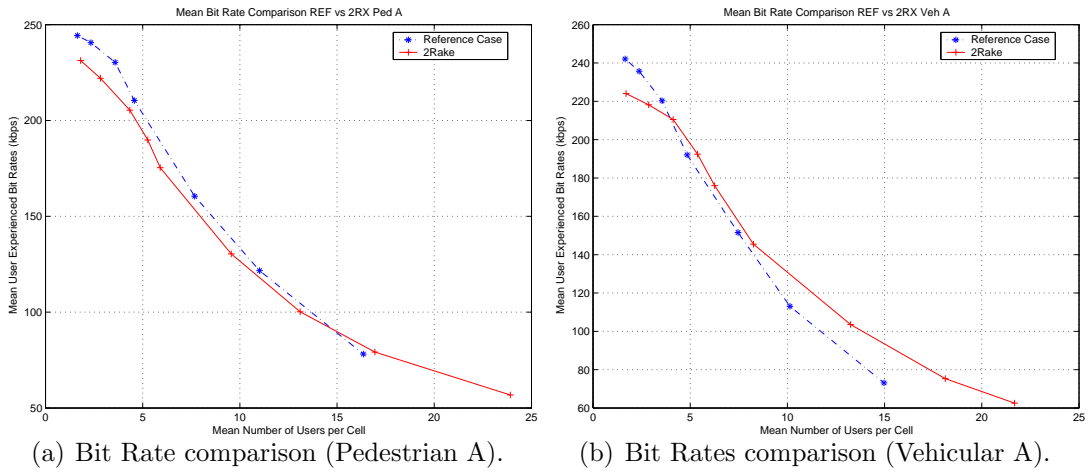 Mean Bit Rate Comparison REF vs 2RX Ped A
Reference Case
2Rake
Mean User Experienced Bit Rates (kbps)
250
200
150
100
50
0 5 10 15 20 25
Mean Number of Users per Cell
(a) Bit Rate comparison (Pedestrian A).
Mean Bit Rate Comparison REF vs 2RX Veh A
Reference Case
2Rake
Mean User Experienced Bit Rates (kbps)
260
240
220
200
180
160
140
120
100
80
60
0 5 10 15 20 25
Mean Number of Users per Cell
(b) Bit Rates comparison (Vehicular A).